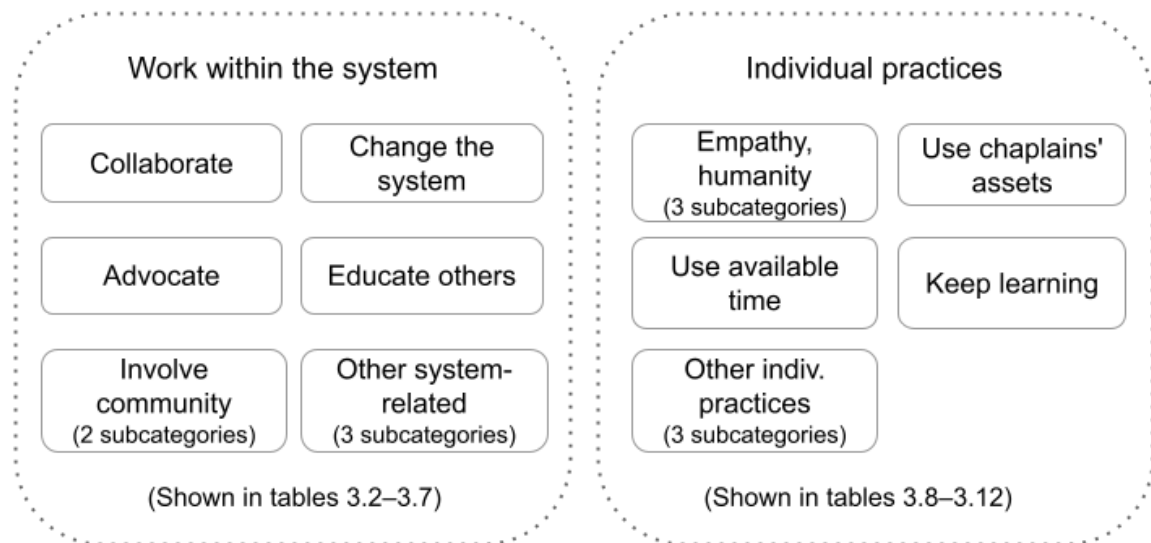 Work within the system
Collaborate
Change the
system
Advocate
Educate others
Involve
community
(2 subcategories)
Other system-
related
(3 subcategories)
(Shown in tables 3.2–3.7)
Individual practices
Empathy,
humanity
(3 subcategories)
Use chaplains'
assets
Use available
time
Keep learning
Other indiv.
practices
(3 subcategories)
(Shown in tables 3.8–3.12)